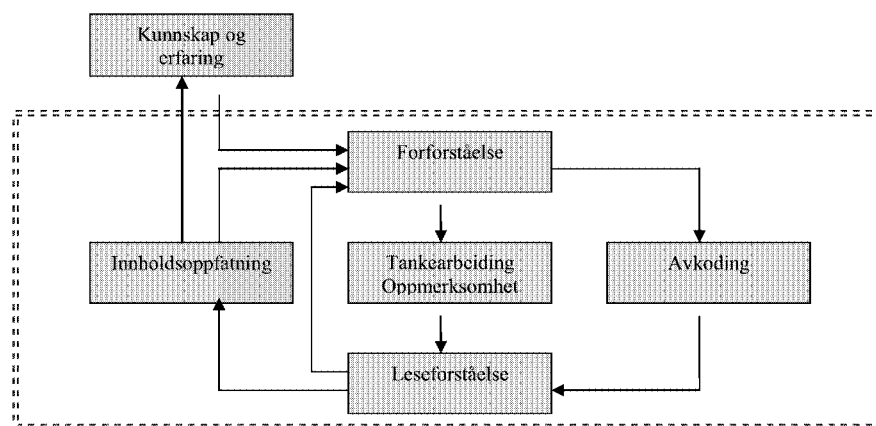 Kunnskap og
erfaring
Forforståelse
Innholdsoppfatning
Tankearbeiding
Oppmerksomhet
Avkoding
Leseforståelse